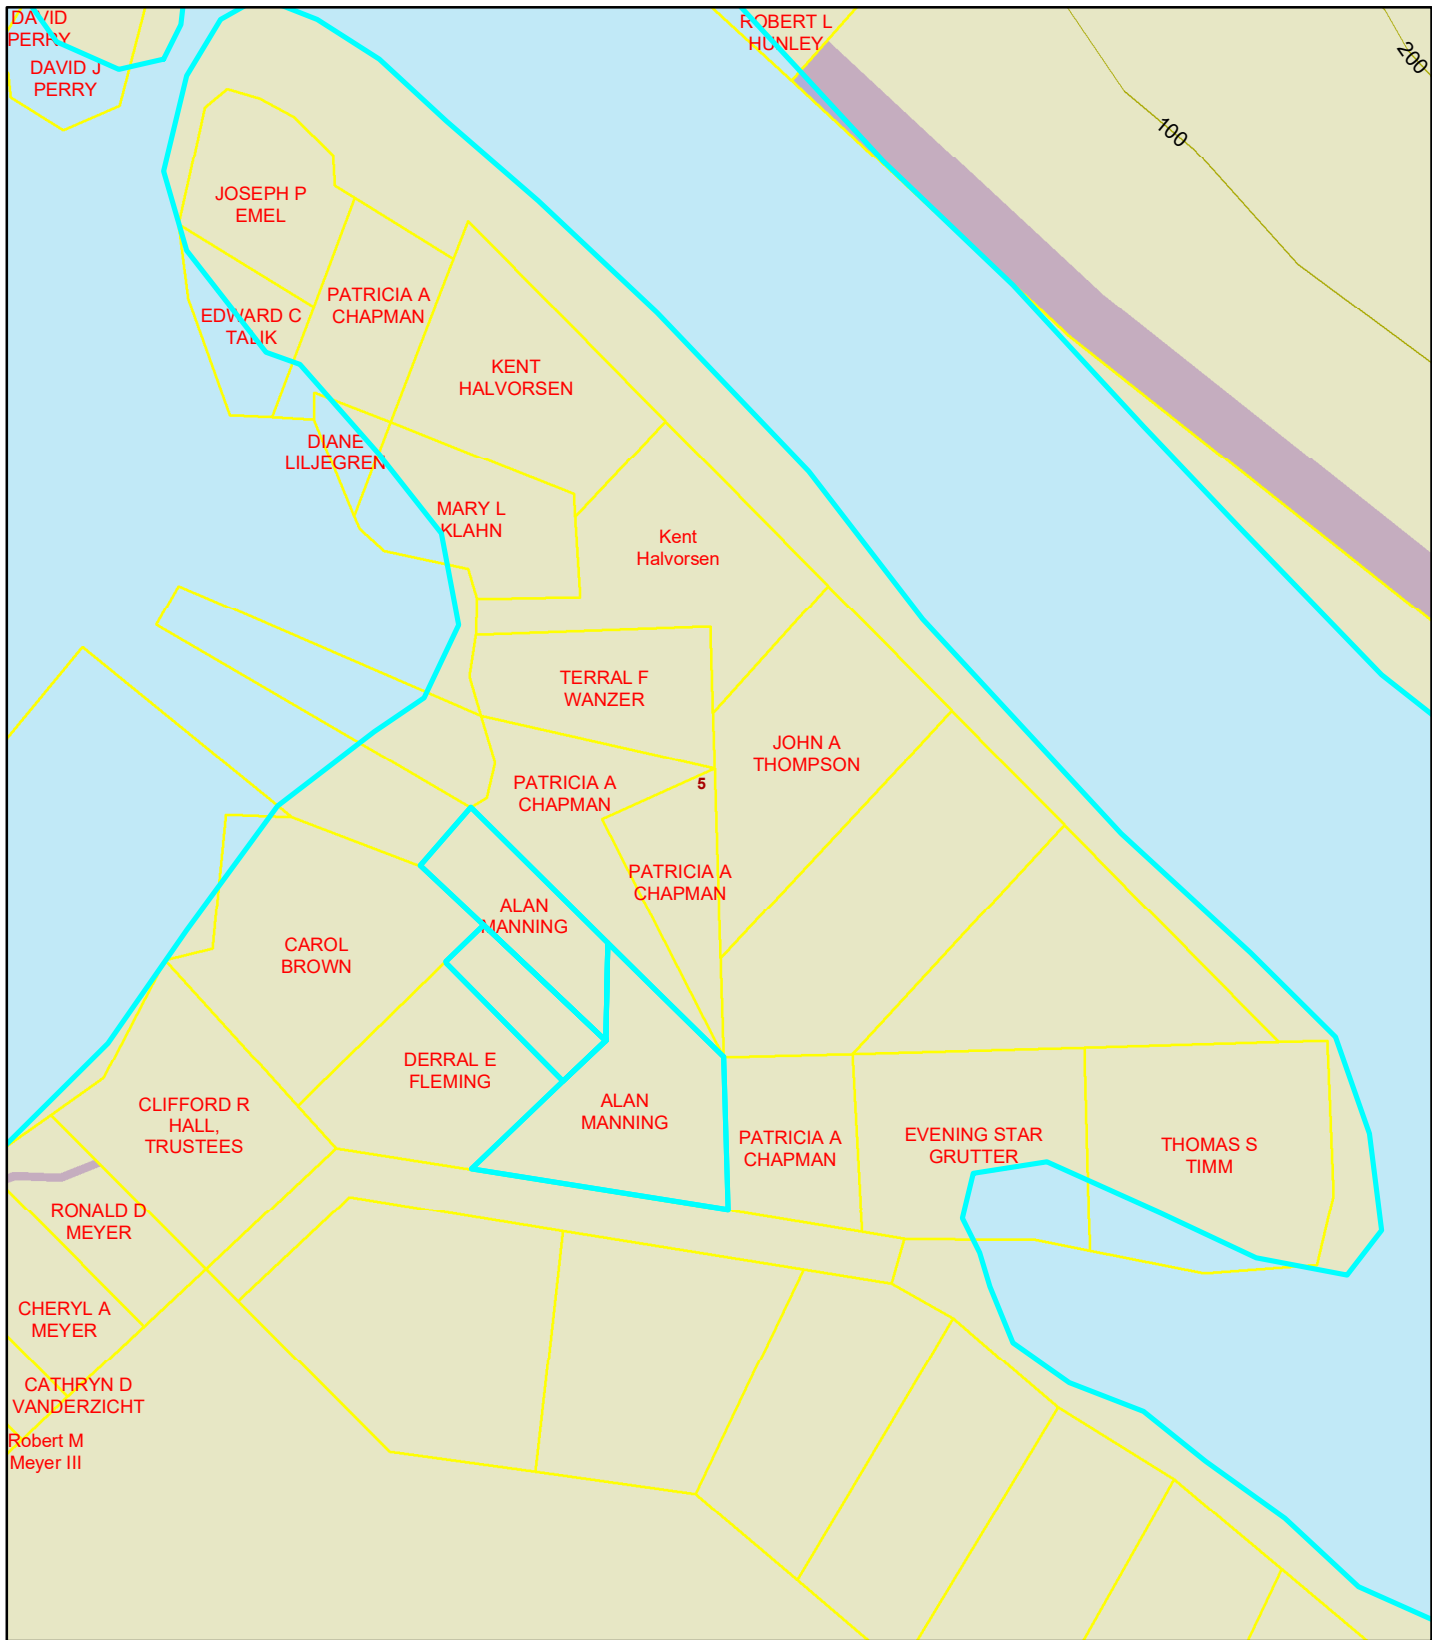 DAVID
PERRY
DAVID J
PERRY
ROBERT L
HUNLEY
200
100
JOSEPH P
EMEL
EDWARD C
TALIK
PATRICIA A
CHAPMAN
KENT
HALVORSEN
DIANE
LILJEGREN
MARY L
KLAHN
Kent
Halvorsen
TERRAL F
WANZER
JOHN A
THOMPSON
PATRICIA A
CHAPMAN
5
PATRICIA A
CHAPMAN
ALAN
MANNING
CAROL
BROWN
DERRAL E
FLEMING
ALAN
MANNING
CLIFFORD R
HALL,
TRUSTEES
PATRICIA A
CHAPMAN
EVENING STAR
GRUTTER
THOMAS S
TIMM
RONALD D
MEYER
CHERYL A
MEYER
CATHRYN D
VANDERZICHT
Robert M
Meyer III